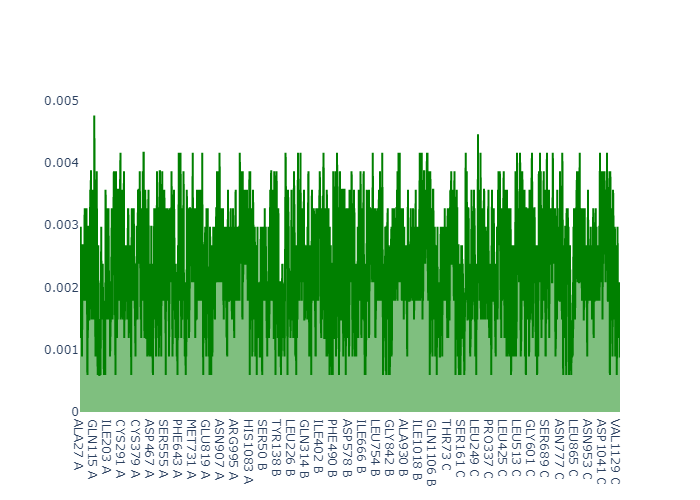 0.005
0.004
0.003
0.002
0.001
0
ALA27 A
GLN115 A
ILE203 A
CYS291 A
CYS379 A
ASP467 A
SER555 A
PHE643 A
MET731 A
GLU819 A
ASN907 A
ARG995 A
HIS1083 A
SER50 B
TYR138 B
LEU226 B
GLN314 B
ILE402 B
PHE490 B
ASP578 B
ILE666 B
LEU754 B
GLY842 B
ALA930 B
ILE1018 B
GLN1106 B
THR73 C
SER161 C
LEU249 C
PRO337 C
LEU425 C
LEU513 C
GLY601 C
SER689 C
ASN777 C
LEU865 C
ASN953 C
ASP1041 C
VAL1129 C